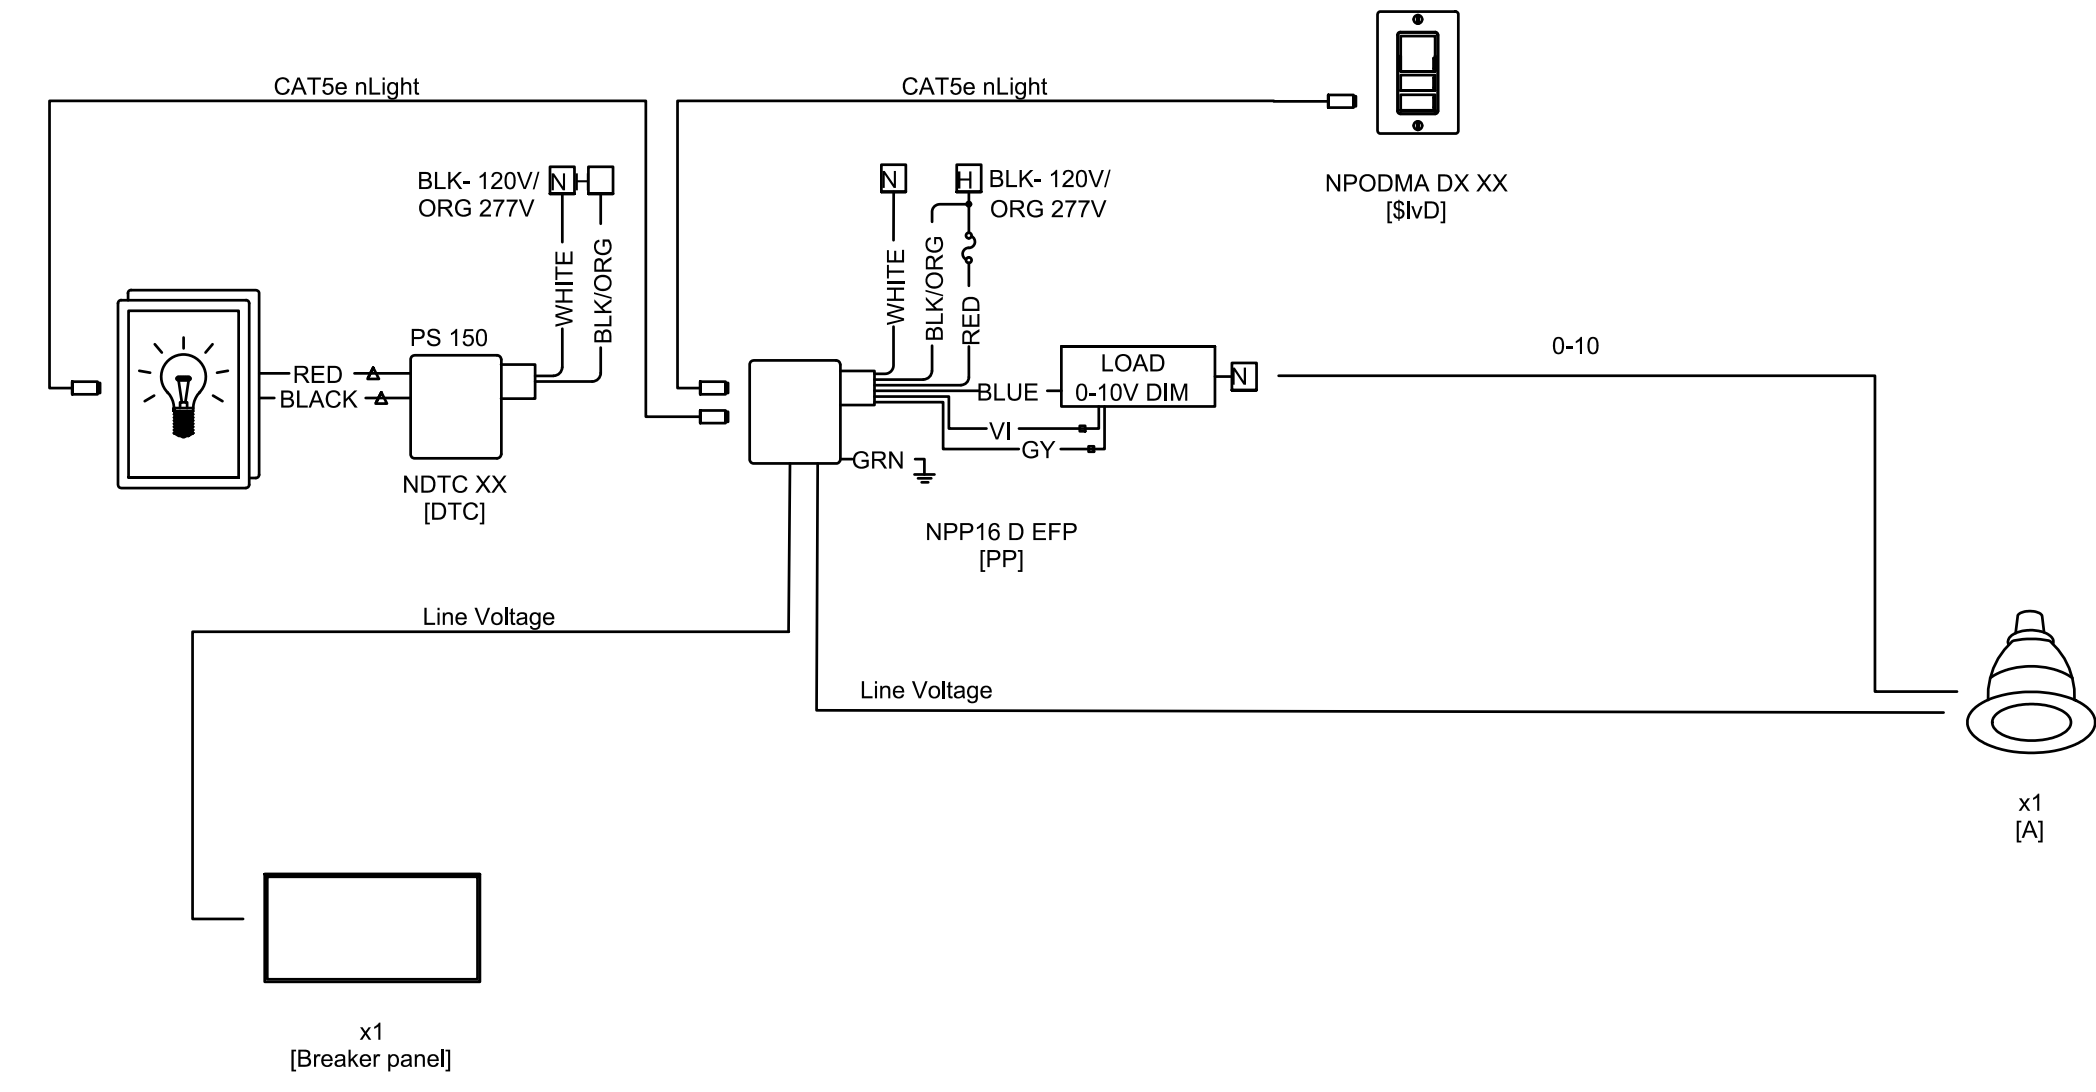 CAT5e nLight
CAT5e nLight
BLK- 120V/
ORG 277V
N
WHITE
BLK/ORG
N
H
BLK- 120V/
ORG 277V
WHITE
BLK/ORG
RED
NPODMA DX XX
[$lvD]
PS 150
RED
BLACK
NDTC XX
[DTC]
LOAD
0-10V DIM
N
0-10
BLUE
VI
GY
GRN
NPP16 D EFP
[PP]
Line Voltage
Line Voltage
x1
[A]
x1
[Breaker panel]